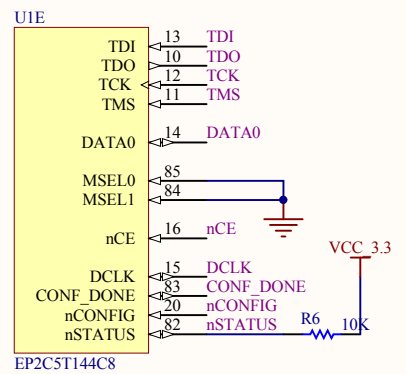 U1E
TDI 13 TDI
TDO 10 TDO
TCK 12 TCK
TMS 11 TMS
DATA0 14 DATA0
MSEL0 85
MSEL1 84
nCE 16 nCE
VCC_3.3
DCLK 15 DCLK
CONF_DONE 83 CONF_DONE
nCONFIG 20 nCONFIG
nSTATUS 82 nSTATUS R6 10K
EP2C5T144C8